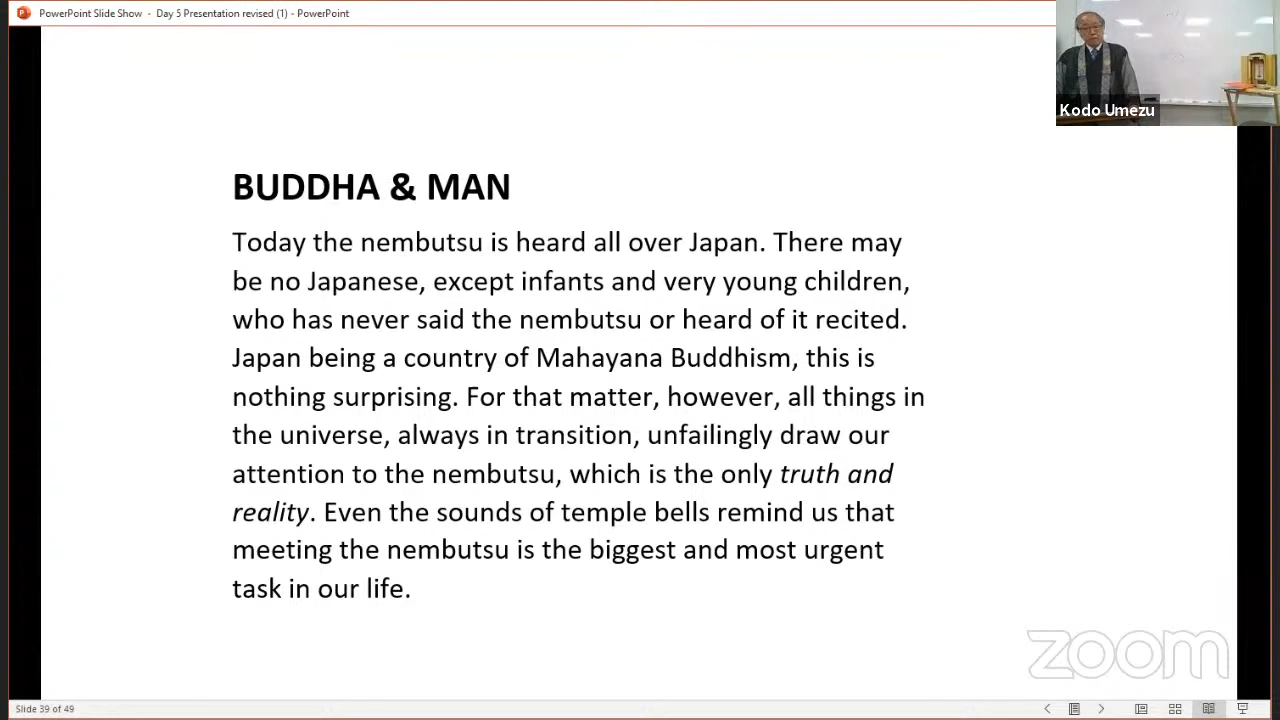 PowerPoint Slide Show - Day 5 Presentation revised (1) - PowerPoint
Kodo Umezu
BUDDHA & MAN
Today the nembutsu is heard all over Japan. There may
be no Japanese, except infants and very young children,
who has never said the nembutsu or heard of it recited.
Japan being a country of Mahayana Buddhism, this is
nothing surprising. For that matter, however, all things in
the universe, always in transition, unfailingly draw our
attention to the nembutsu, which is the only truth and
reality. Even the sounds of temple bells remind us that
meeting the nembutsu is the biggest and most urgent
task in our life.
zoom
Slide 39 of 49